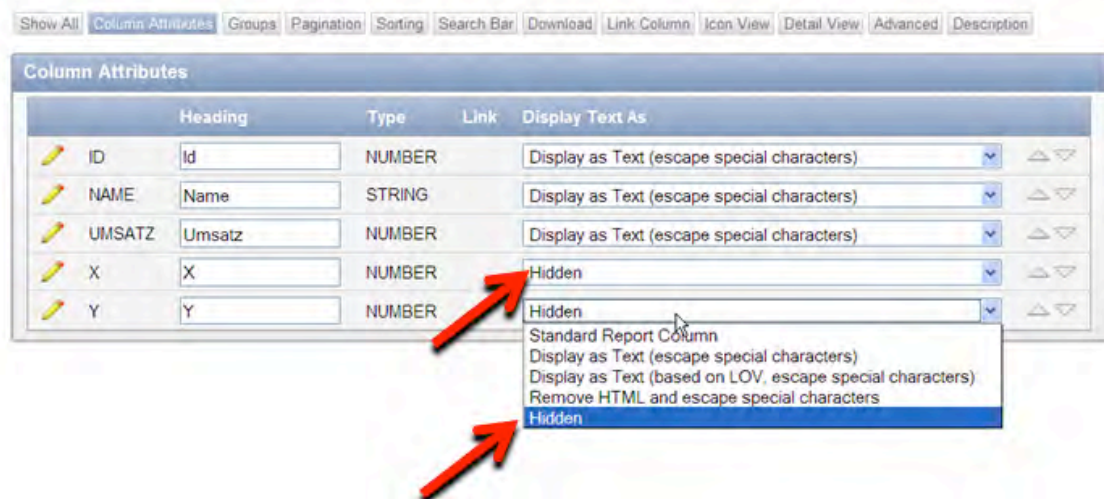 Show All Column Attributes Groups Pagination Sorting Search Bar Download Link Column Icon View Detail View Advanced Description
Column Attributes
Heading Type Link Display Text As
ID Id NUMBER Display as Text (escape special characters)
NAME Name STRING Display as Text (escape special characters)
UMSATZ Umsatz NUMBER Display as Text (escape special characters)
X X NUMBER Hidden
Y Y NUMBER Hidden
Standard Report Column
Display as Text (escape special characters)
Display as Text (based on LOV, escape special characters)
Remove HTML and escape special characters
Hidden